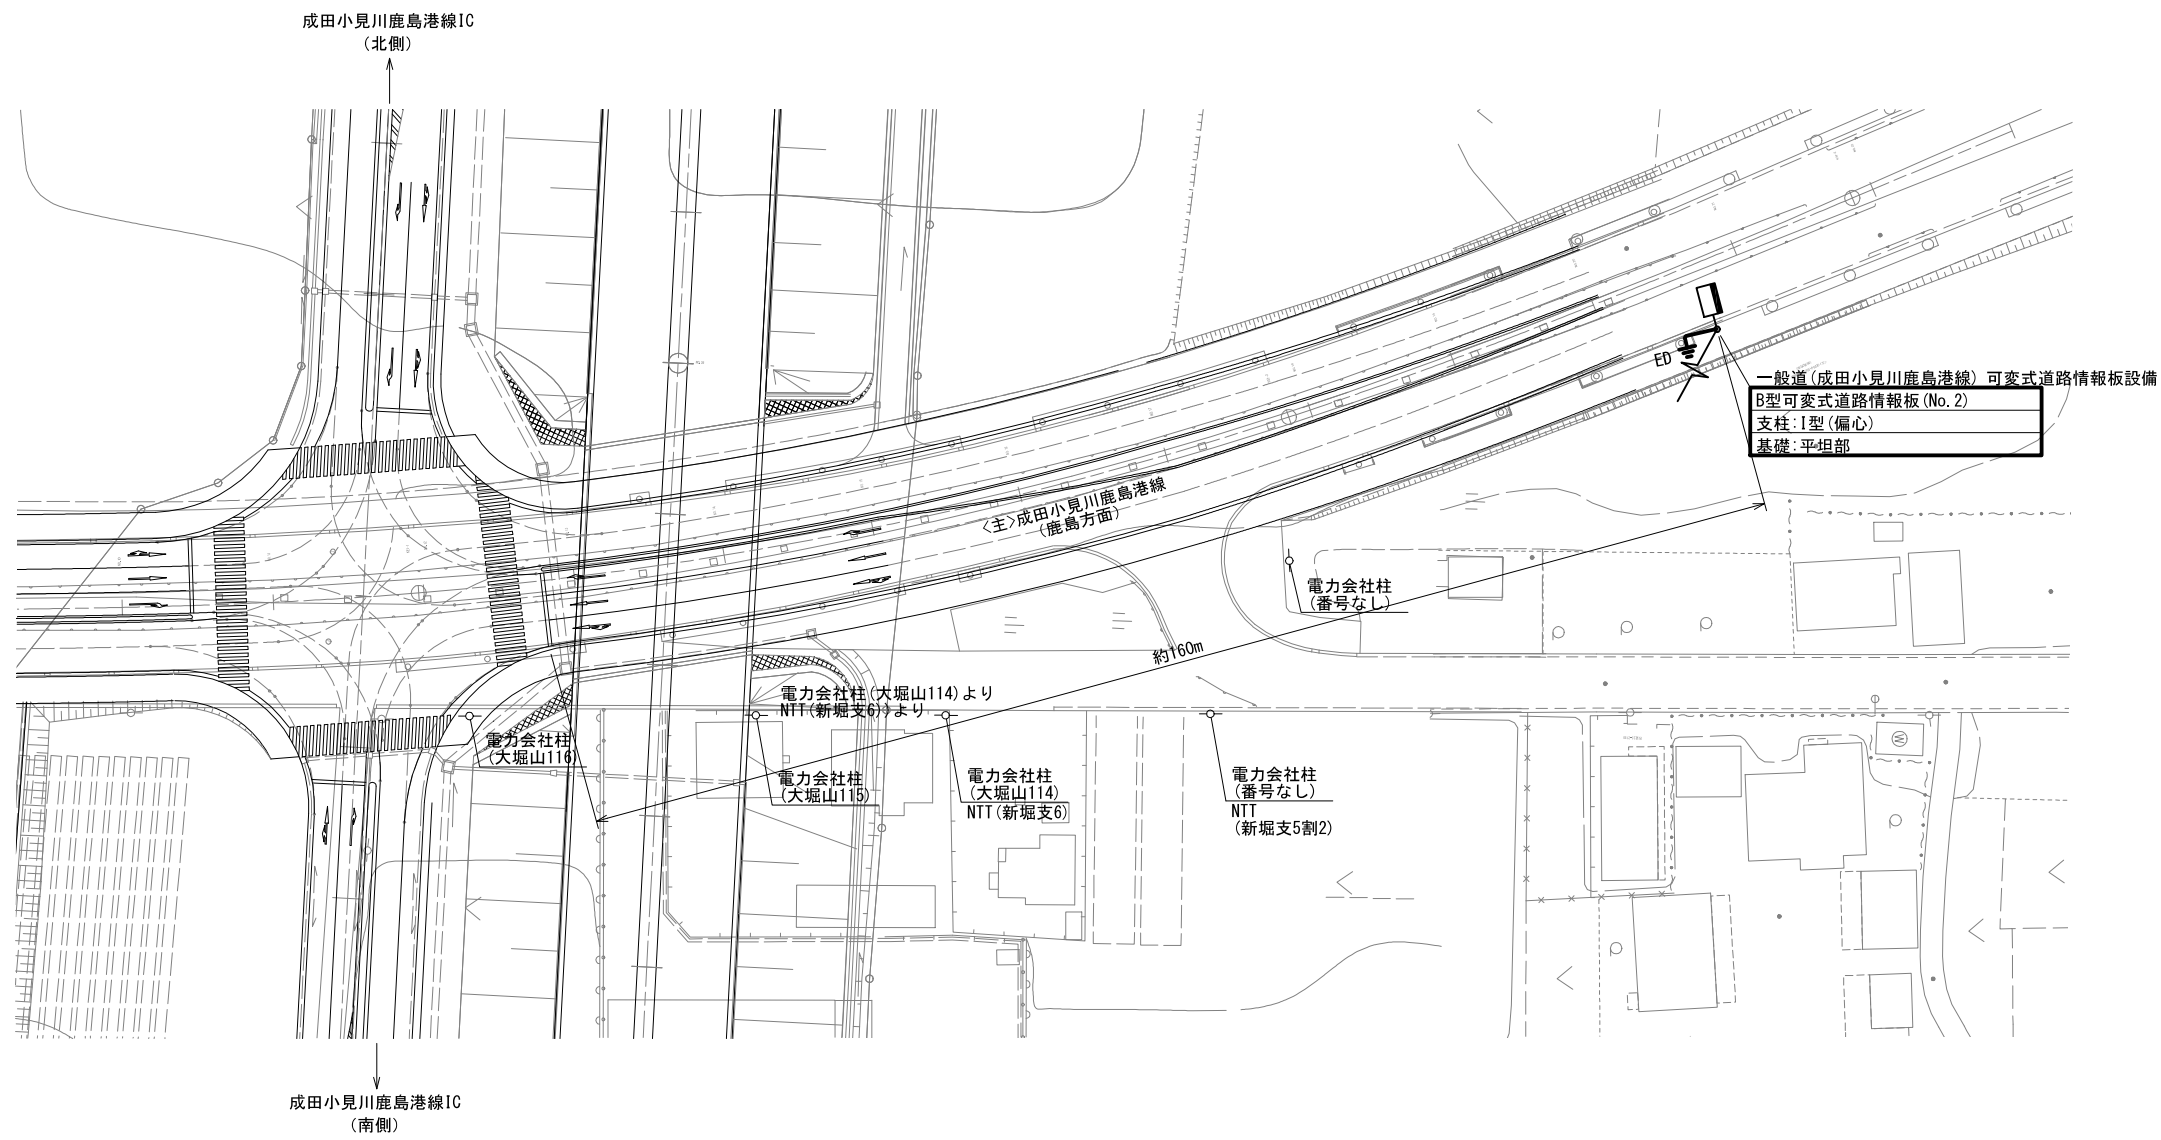 成田小見川鹿島港線IC
(北側)
ED
一般道(成田小見川鹿島港線) 可変式道路情報板設備
B型可変式道路情報板(No.2)
支柱:I型(偏心)
基礎:平坦部
<主>成田小見川鹿島港線
(鹿島方面)
電力会社柱
(番号なし)
約160m
電力会社柱(大堀山114)より
NTT(新堀支6))より
電力会社柱
(大堀山116)
電力会社柱
(大堀山115)
電力会社柱
(大堀山114)
NTT(新堀支6)
電力会社柱
(番号なし)
NTT
(新堀支5割2)
W
成田小見川鹿島港線IC
(南側)